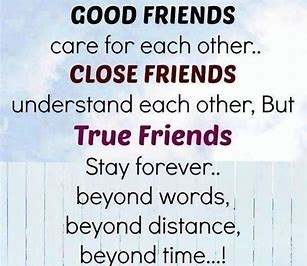 GOOD FRIENDS
care for each other..
CLOSE FRIENDS
understand each other, But
True Friends
Stay forever..
beyond words,
beyond distance,
beyond time...!